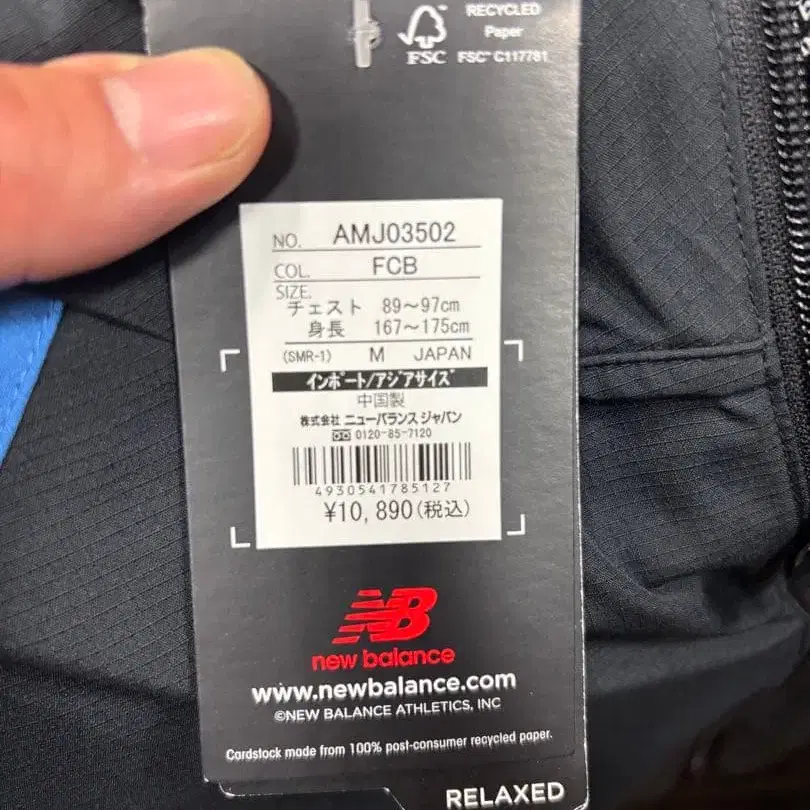 RECYCLED
Paper
FSC FSC® C117781
NO. AMJ03502
COL. FCB
SIZE.
チェスト 89〜97cm
身長 167〜175cm
(SMR-1) M JAPAN
インポート/アジアサイズ
中国製
株式会社 ニューバランス ジャパン
0120-85-7120
4930541785127
¥10,890(税込)
NB
new balance
www.newbalance.com
©NEW BALANCE ATHLETICS, INC
Cardstock made from 100% post-consumer recycled paper.
RELAXED